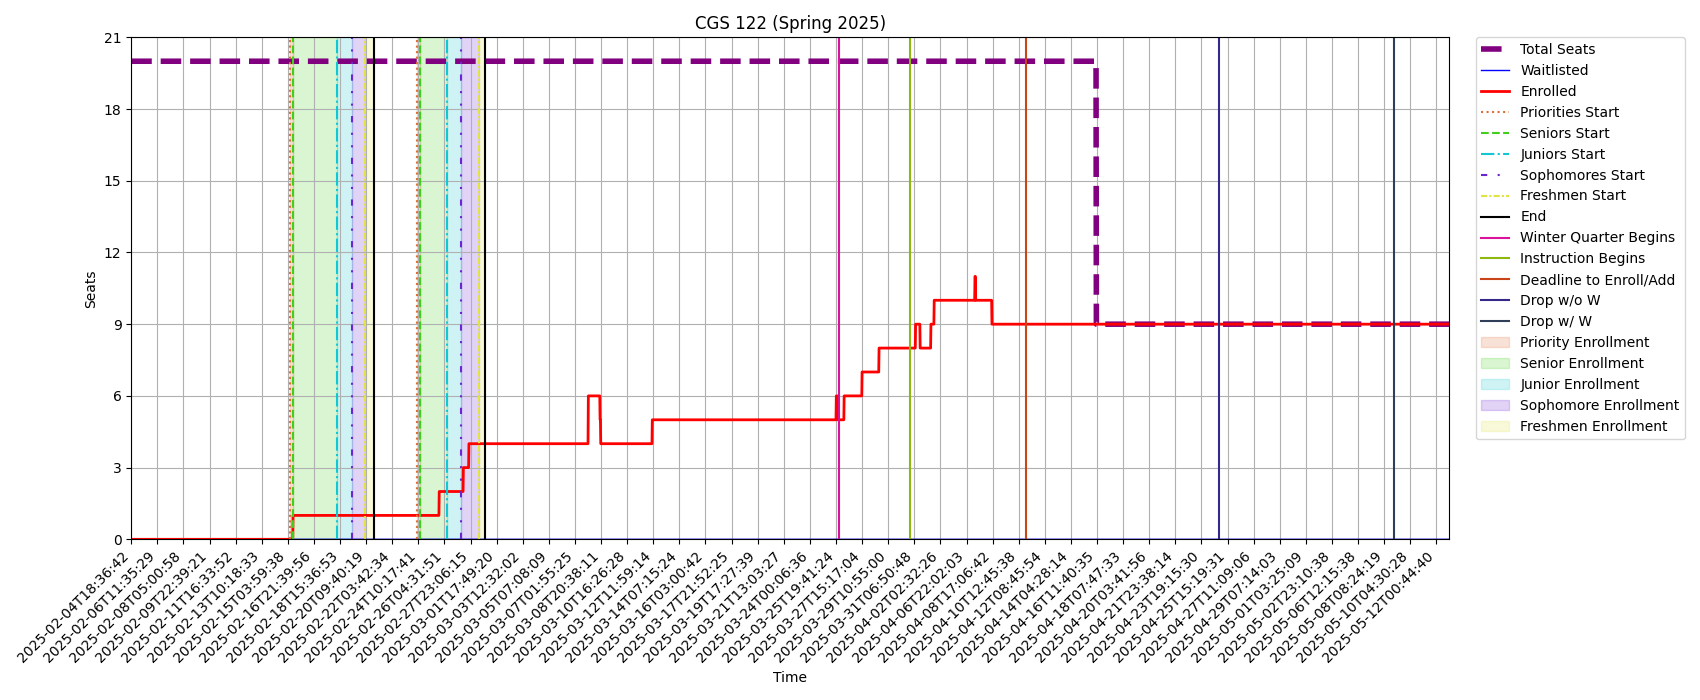 CGS 122 (Spring 2025)
21
18
15
12
9
6
3
0
Seats
2025-02-04T18:36:42
2025-02-06T11:35:29
2025-02-08T05:00:58
2025-02-09T22:39:21
2025-02-11T16:33:52
2025-02-13T10:18:33
2025-02-15T03:59:38
2025-02-16T21:39:56
2025-02-18T15:36:53
2025-02-20T09:40:19
2025-02-22T03:42:34
2025-02-24T10:17:41
2025-02-26T04:31:51
2025-02-27T23:06:15
2025-03-01T17:49:20
2025-03-03T12:32:02
2025-03-05T07:08:09
2025-03-07T01:55:25
2025-03-08T20:38:11
2025-03-10T16:26:28
2025-03-12T11:59:14
2025-03-14T07:15:24
2025-03-16T03:00:42
2025-03-17T21:52:25
2025-03-19T17:27:39
2025-03-21T13:03:27
2025-03-24T00:06:36
2025-03-25T19:41:24
2025-03-27T15:17:04
2025-03-29T10:55:00
2025-03-31T06:50:48
2025-04-02T02:32:26
2025-04-06T22:02:03
2025-04-08T17:06:42
2025-04-10T12:45:38
2025-04-12T08:45:54
2025-04-14T04:28:14
2025-04-16T11:40:35
2025-04-18T07:47:33
2025-04-20T03:41:56
2025-04-21T23:38:14
2025-04-23T19:15:30
2025-04-25T15:19:31
2025-04-27T11:09:06
2025-04-29T07:14:03
2025-05-01T03:25:09
2025-05-02T23:10:38
2025-05-06T12:15:38
2025-05-08T08:24:19
2025-05-10T04:30:28
2025-05-12T00:44:40
Time
Total Seats
Waitlisted
Enrolled
Priorities Start
Seniors Start
Juniors Start
Sophomores Start
Freshmen Start
End
Winter Quarter Begins
Instruction Begins
Deadline to Enroll/Add
Drop w/o W
Drop w/ W
Priority Enrollment
Senior Enrollment
Junior Enrollment
Sophomore Enrollment
Freshmen Enrollment